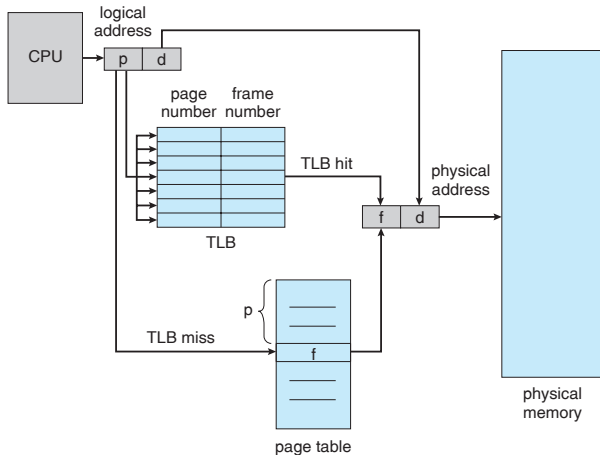 logical
address
CPU
p
d
page
number
frame
number
TLB hit
physical
address
f
d
TLB
p
TLB miss
f
page table
physical
memory